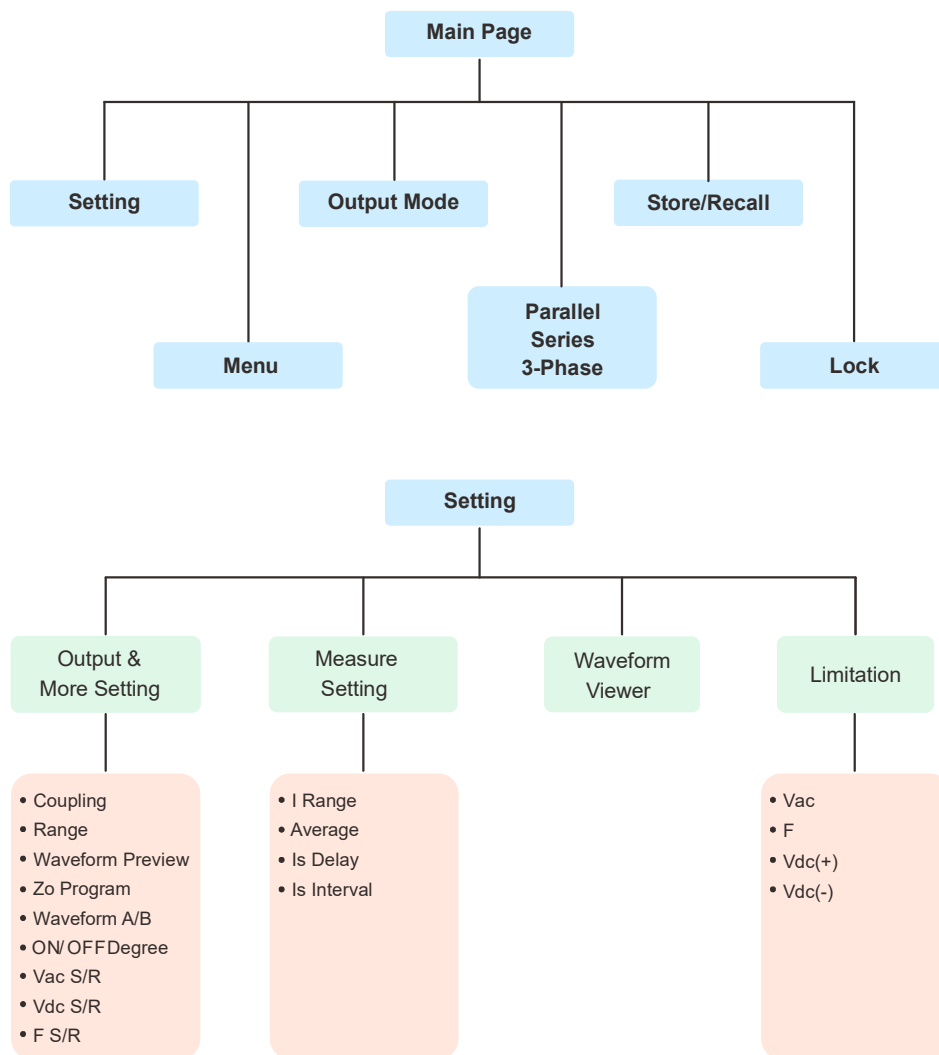 Main Page
Setting
Output Mode
Store/Recall
Menu
Parallel
Series
3-Phase
Lock
Setting
Output &
More Setting
Measure
Setting
Waveform
Viewer
Limitation
• Coupling
• Range
• Waveform Preview
• Zo Program
• Waveform A/B
• ON/OFF Degree
• Vac S/R
• Vdc S/R
• F S/R
• I Range
• Average
• Is Delay
• Is Interval
• Vac
• F
• Vdc(+)
• Vdc(-)